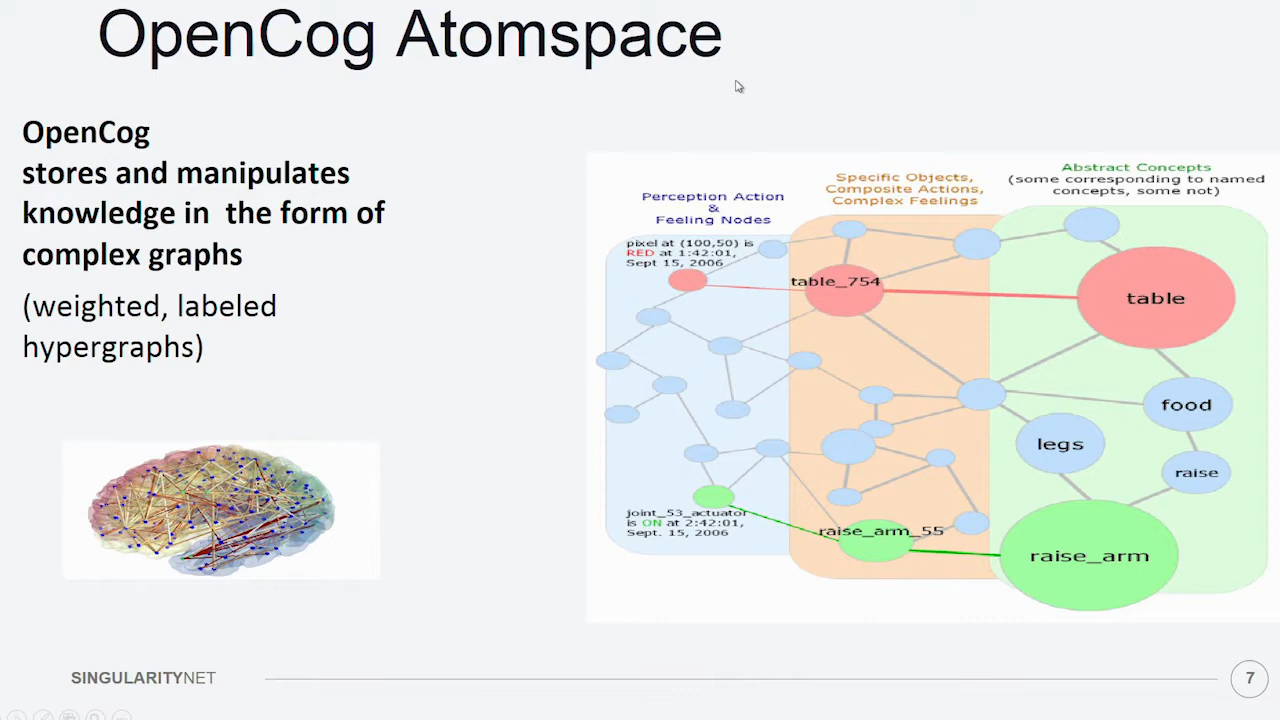 OpenCog Atomspace
OpenCog
stores and manipulates
knowledge in the form of
complex graphs
(weighted, labeled
hypergraphs)
Perception Action
&
Feeling Nodes
Specific Objects,
Composite Actions,
Complex Feelings
Abstract Concepts
(some corresponding to named
concepts, some not)
pixel at (100,50) is
RED at 1:42:01,
Sept 15, 2006
table_754
table
food
legs
raise
joint_53_actuator
is ON at 2:42:01,
Sept. 15, 2006
raise_arm_55
raise_arm
SINGULARITYNET
7